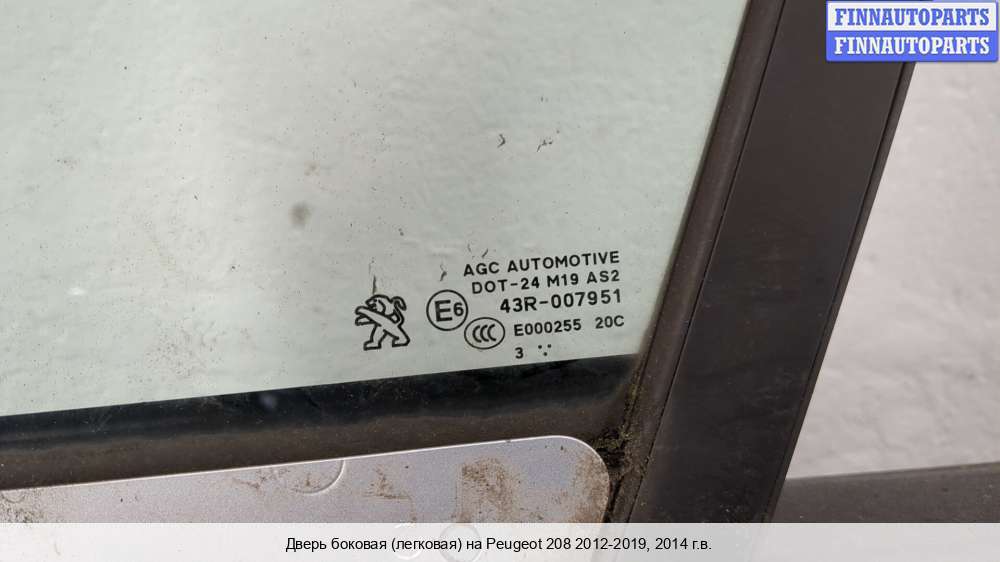 FINNAUTOPARTS
FINNAUTOPARTS
AGC AUTOMOTIVE
DOT-24 M19 AS2
E6 43R-007951
CCC E000255 20C
3
Дверь боковая (легковая) на Peugeot 208 2012-2019, 2014 г.в.